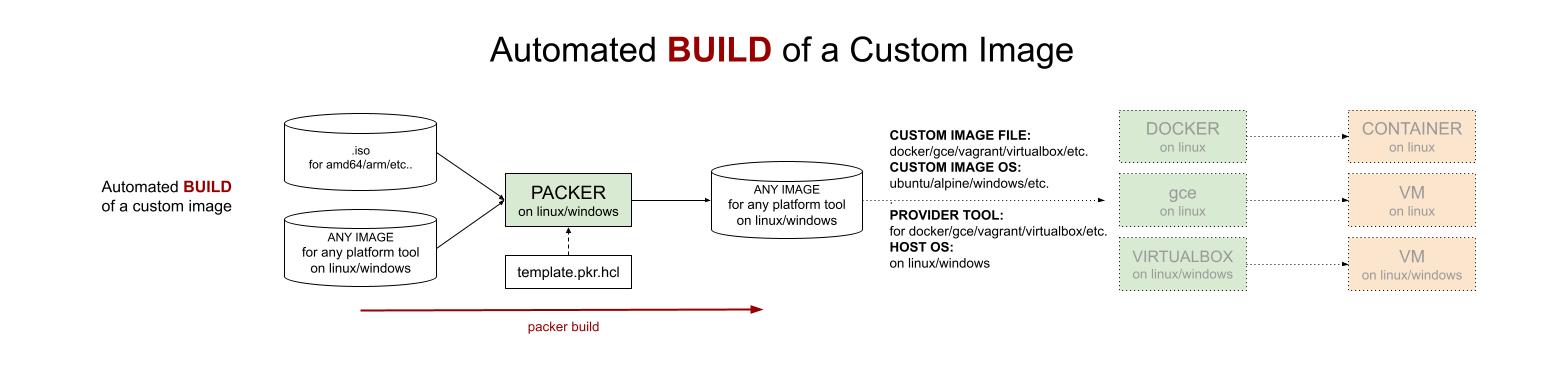 Automated BUILD of a Custom Image
Automated BUILD
of a custom image
.iso
for amd64/arm/etc..
ANY IMAGE
for any platform tool
on linux/windows
PACKER
on linux/windows
template.pkr.hcl
packer build
ANY IMAGE
for any platform tool
on linux/windows
CUSTOM IMAGE FILE:
docker/gce/vagrant/virtualbox/etc.
CUSTOM IMAGE OS:
ubuntu/alpine/windows/etc.
.
PROVIDER TOOL:
for docker/gce/vagrant/virtualbox/etc.
HOST OS:
on linux/windows
DOCKER
on linux
CONTAINER
on linux
gce
on linux
VM
on linux
VIRTUALBOX
on linux/windows
VM
on linux/windows